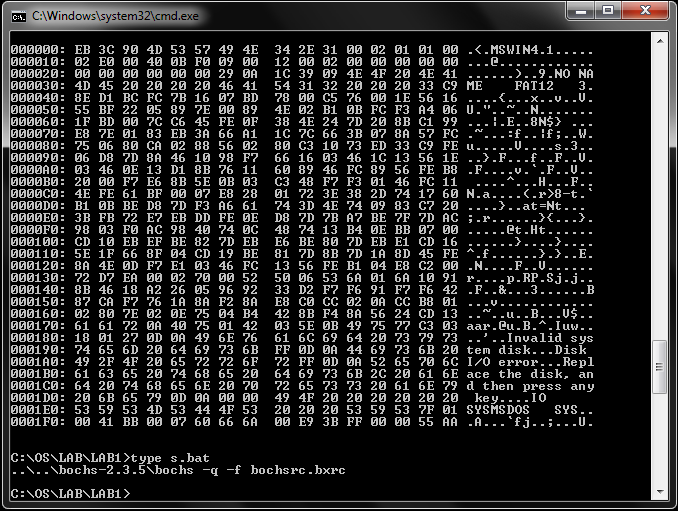 C:\Windows\system32\cmd.exe
000000: EB 3C 90 4D 53 57 49 4E  34 2E 31 00 02 01 01 00 .<.MSWIN4.1.....
000010: 02 E0 00 40 0B F0 09 00  12 00 02 00 00 00 00 00 ...@............
000020: 00 00 00 00 00 00 29 0A  1C 39 09 4E 4F 20 4E 41 ......)..9.NO NA
000030: 4D 45 20 20 20 20 46 41  54 31 32 20 20 20 33 C9 ME    FAT12   3.
000040: 8E D1 BC FC 7B 16 07 BD  78 00 C5 76 00 1E 56 16 ....{...x..v..V.
000050: 55 BF 22 05 89 7E 00 89  4E 02 B1 0B FC F3 A4 06 U."..~..N.......
000060: 1F BD 00 7C C6 45 FE 0F  38 4E 24 7D 20 8B C1 99 ...|.E..8N$} ...
000070: E8 7E 01 83 EB 3A 66 A1  1C 7C 66 3B 07 8A 57 FC .~...:f..|f;..W.
000080: 75 06 80 CA 02 88 56 02  80 C3 10 73 ED 33 C9 FE u.....V....s.3..
000090: 06 D8 7D 8A 46 10 98 F7  66 16 03 46 1C 13 56 1E ..}.F...f..F..V.
0000A0: 03 46 0E 13 D1 8B 76 11  60 89 46 FC 89 56 FE B8 .F....v.`.F..V..
0000B0: 20 00 F7 E6 8B 5E 0B 03  C3 48 F7 F3 01 46 FC 11  ....^...H...F..
0000C0: 4E FE 61 BF 00 07 E8 28  01 72 3E 38 2D 74 17 60 N.a....(.r>8-t.`
0000D0: B1 0B BE D8 7D F3 A6 61  74 3D 4E 74 09 83 C7 20 ....}..at=Nt...
0000E0: 3B FB 72 E7 EB DD FE 0E  D8 7D 7B A7 BE 7F 7D AC ;.r......}{...}.
0000F0: 98 03 F0 AC 98 40 74 0C  48 74 13 B4 0E BB 07 00 .....@t.Ht......
000100: CD 10 EB EF BE 82 7D EB  E6 BE 80 7D EB E1 CD 16 ......}....}....
000110: 5E 1F 66 8F 04 CD 19 BE  81 7D 8B 7D 1A 8D 45 FE ^.f......}.}..E.
000120: 8A 4E 0D F7 E1 03 46 FC  13 56 FE B1 04 E8 C2 00 .N....F..V......
000130: 72 D7 EA 00 02 70 00 52  50 06 53 6A 01 6A 10 91 r....p.RP.Sj.j..
000140: 8B 46 18 A2 26 05 96 92  33 D2 F7 F6 91 F7 F6 42 .F..&...3......B
000150: 87 CA F7 76 1A 8A F2 8A  E8 C0 CC 02 0A CC B8 01 ...v............
000160: 02 80 7E 02 0E 75 04 B4  42 8B F4 8A 56 24 CD 13 ..~..u..B...V$..
000170: 61 61 72 0A 40 75 01 42  03 5E 0B 49 75 77 C3 03 aar.@u.B.^.Iuw..
000180: 18 01 27 0D 0A 49 6E 76  61 6C 69 64 20 73 79 73 ..'..Invalid sys
000190: 74 65 6D 20 64 69 73 6B  FF 0D 0A 44 69 73 6B 20 tem disk...Disk
0001A0: 49 2F 4F 20 65 72 72 6F  72 FF 0D 0A 52 65 70 6C I/O error...Repl
0001B0: 61 63 65 20 74 68 65 20  64 69 73 6B 2C 20 61 6E ace the disk, an
0001C0: 64 20 74 68 65 6E 20 70  72 65 73 73 20 61 6E 79 d then press any
0001D0: 20 6B 65 79 0D 0A 00 00  49 4F 20 20 20 20 20 20  key....IO
0001E0: 53 59 53 4D 53 44 4F 53  20 20 20 53 59 53 7F 01 SYSMSDOS   SYS..
0001F0: 00 41 BB 00 07 60 66 6A  00 E9 3B FF 00 00 55 AA .A...`fj..;...U.
C:\OS\LAB\LAB1>type s.bat
..\..\bochs-2.3.5\bochs -q -f bochsrc.bxrc
C:\OS\LAB\LAB1>